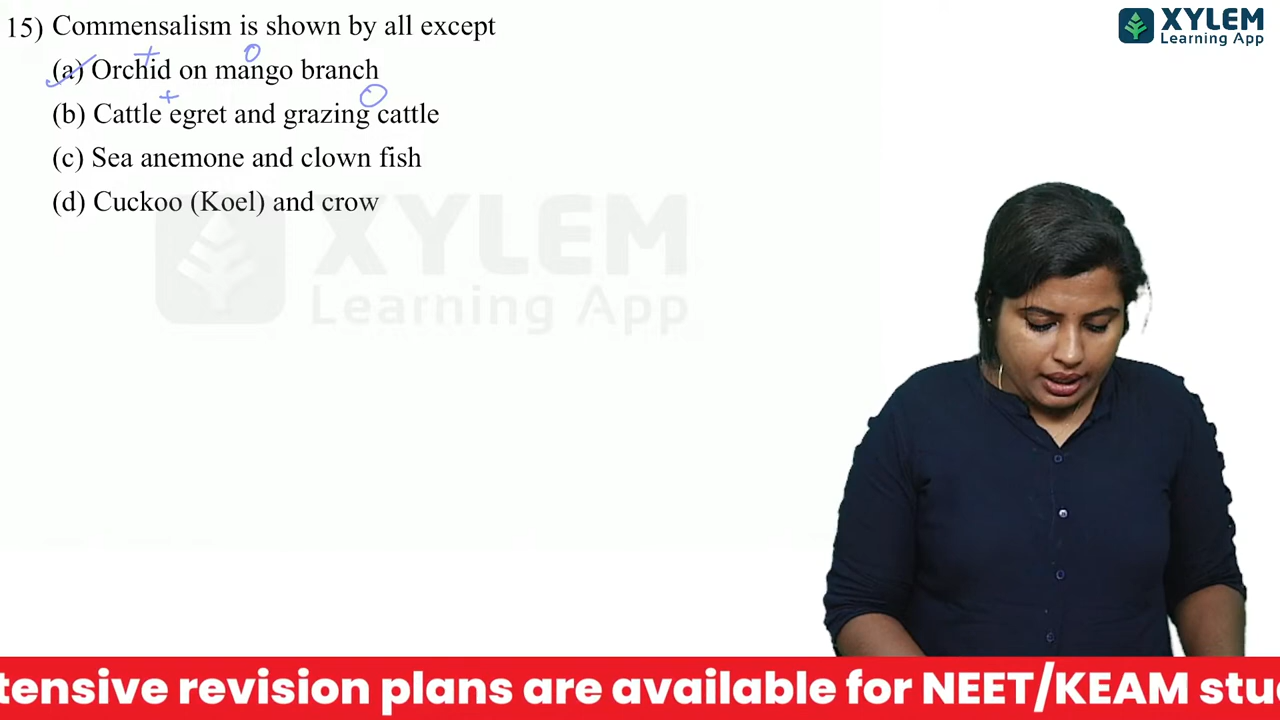 15) Commensalism is shown by all except
(a) Orchid on mango branch
(b) Cattle egret and grazing cattle
(c) Sea anemone and clown fish
(d) Cuckoo (Koel) and crow
+ 0
+ 0
XYLEM
Learning App
XYLEM
Learning App
tensive revision plans are available for NEET/KEAM stu